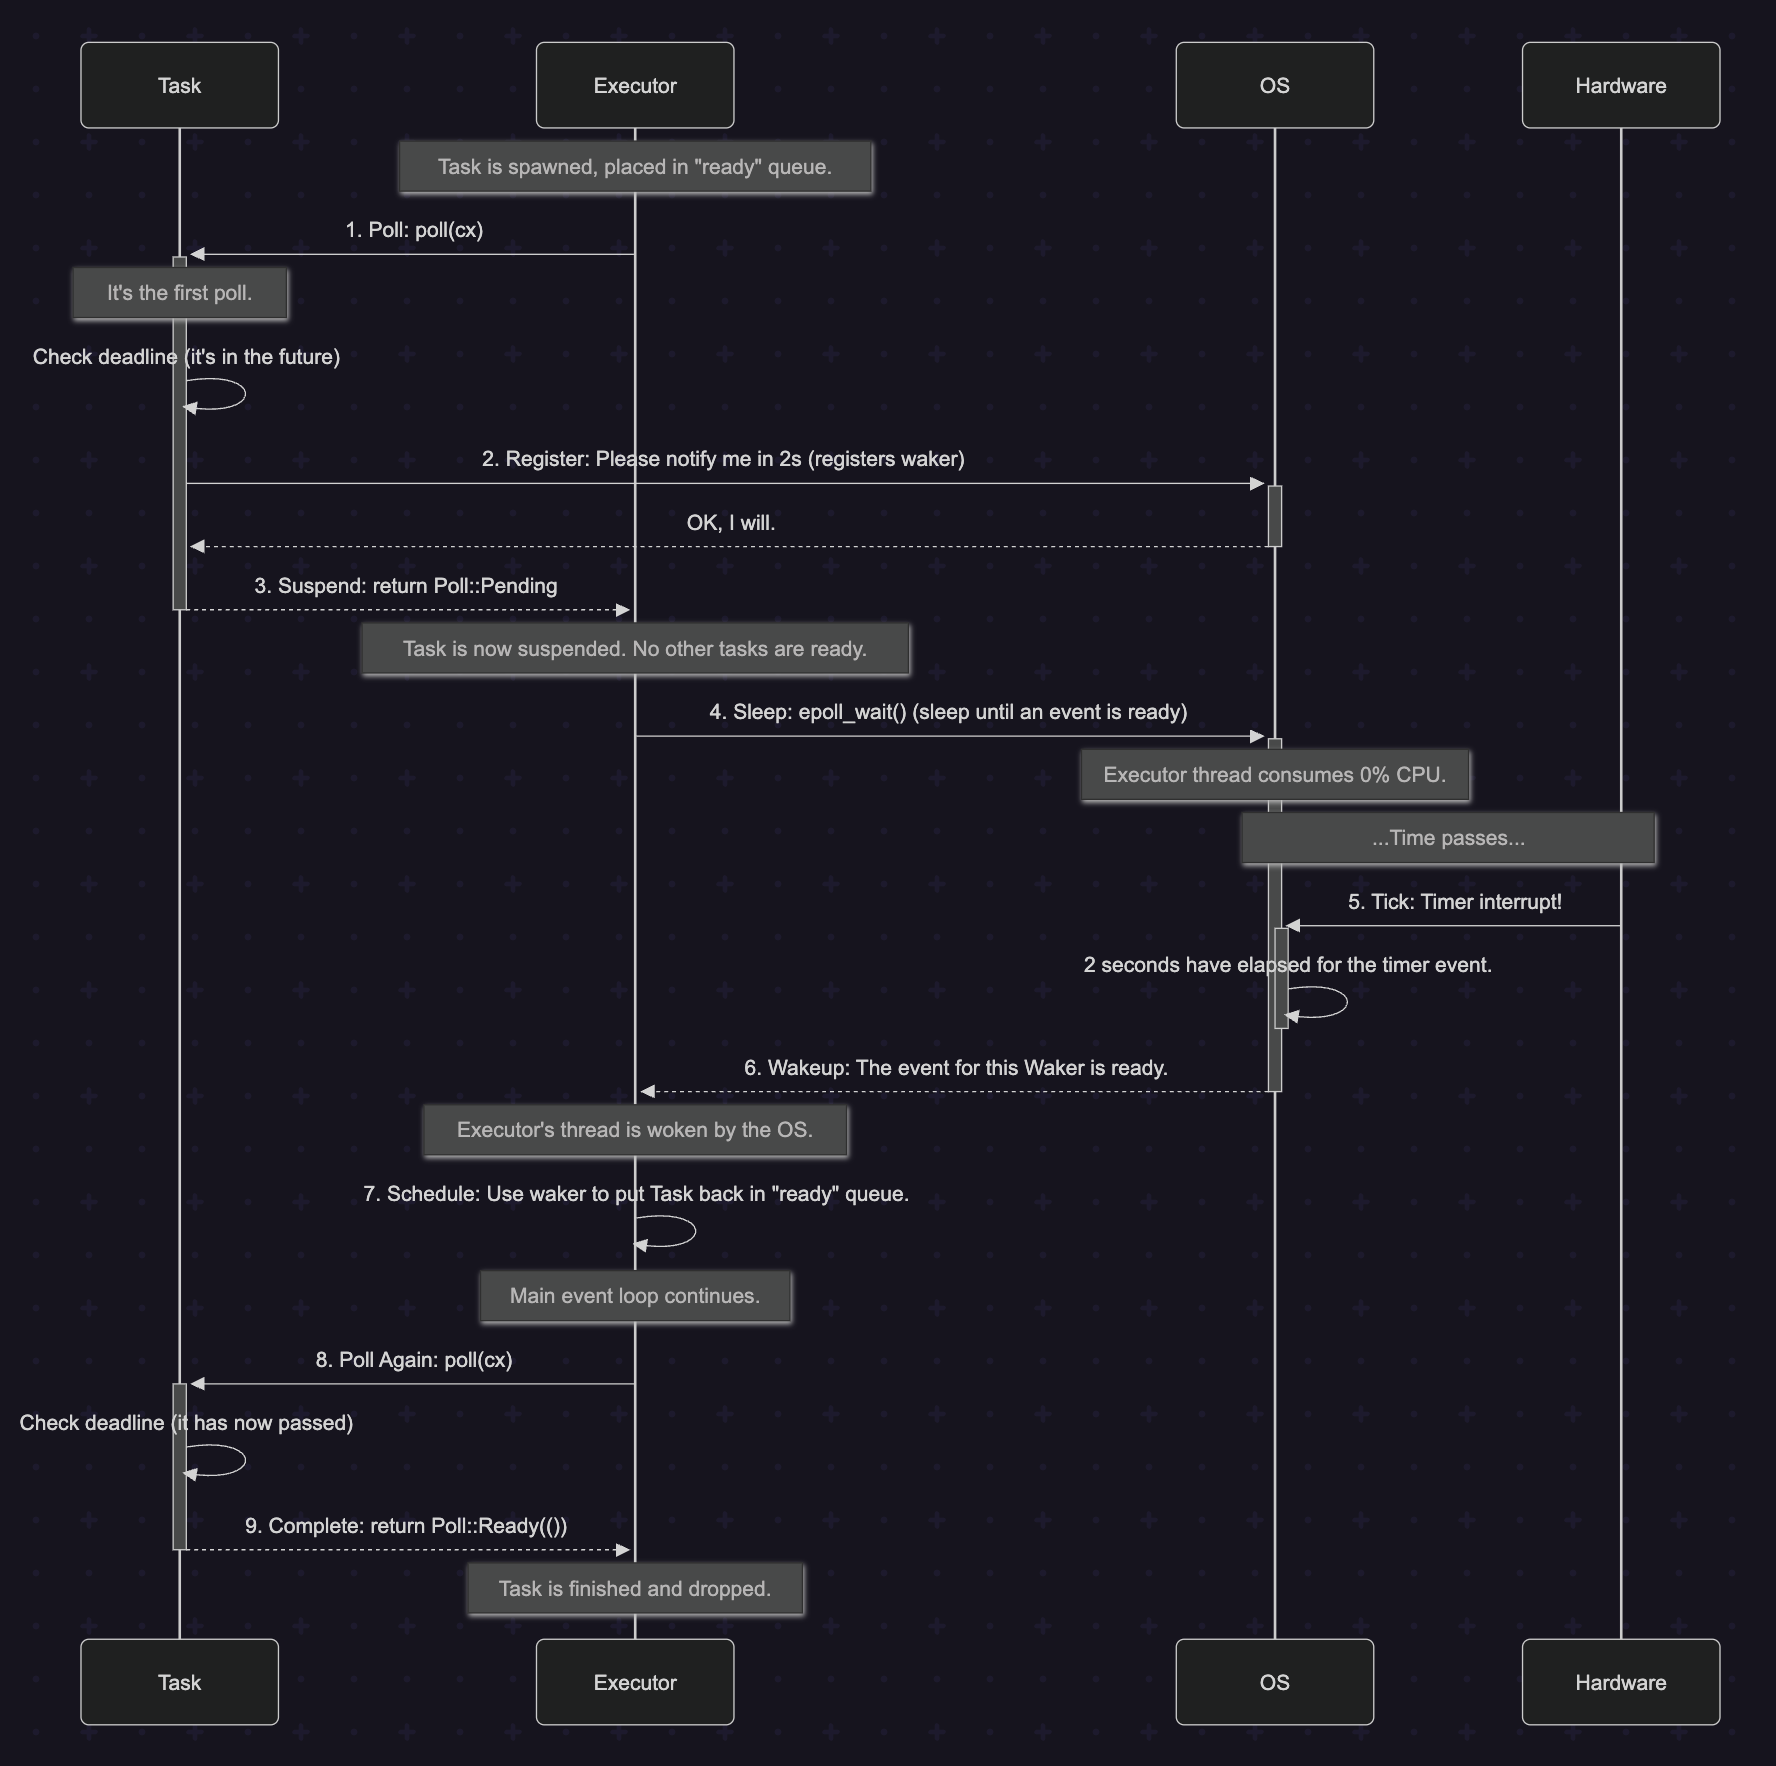 Task
Executor
OS
Hardware
Task is spawned, placed in "ready" queue.
1. Poll: poll(cx)
It's the first poll.
Check deadline (it's in the future)
2. Register: Please notify me in 2s (registers waker)
OK, I will.
3. Suspend: return Poll::Pending
Task is now suspended. No other tasks are ready.
4. Sleep: epoll_wait() (sleep until an event is ready)
Executor thread consumes 0% CPU.
...Time passes...
5. Tick: Timer interrupt!
2 seconds have elapsed for the timer event.
6. Wakeup: The event for this Waker is ready.
Executor's thread is woken by the OS.
7. Schedule: Use waker to put Task back in "ready" queue.
Main event loop continues.
8. Poll Again: poll(cx)
Check deadline (it has now passed)
9. Complete: return Poll::Ready(())
Task is finished and dropped.
Task
Executor
OS
Hardware